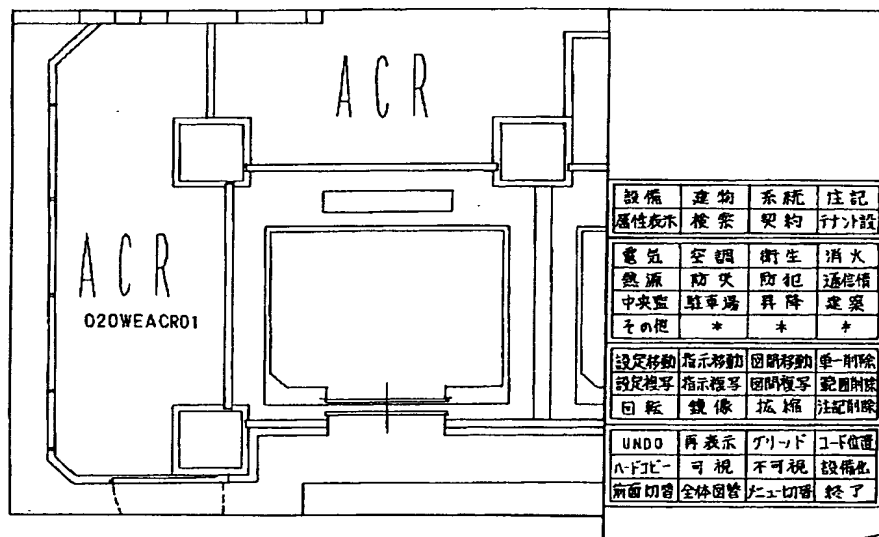 ACR
ACR
020WEACR01
設備 建物 系統 注記
属性表示 検索 契約 テナント設
電気 空調 衛生 消火
熱源 防災 防犯 通信情
中央監 駐車場 昇降 建築
その他 * * *
設定移動 指示移動 図間移動 単一削除
設定複写 指示複写 図間複写 範囲削除
回転 鏡像 拡縮 注記削除
UNDO 再表示 グリッド コード位置
ハードコピー 可視 不可視 設備化
前面切替 全体図替 メニュー切替 終了